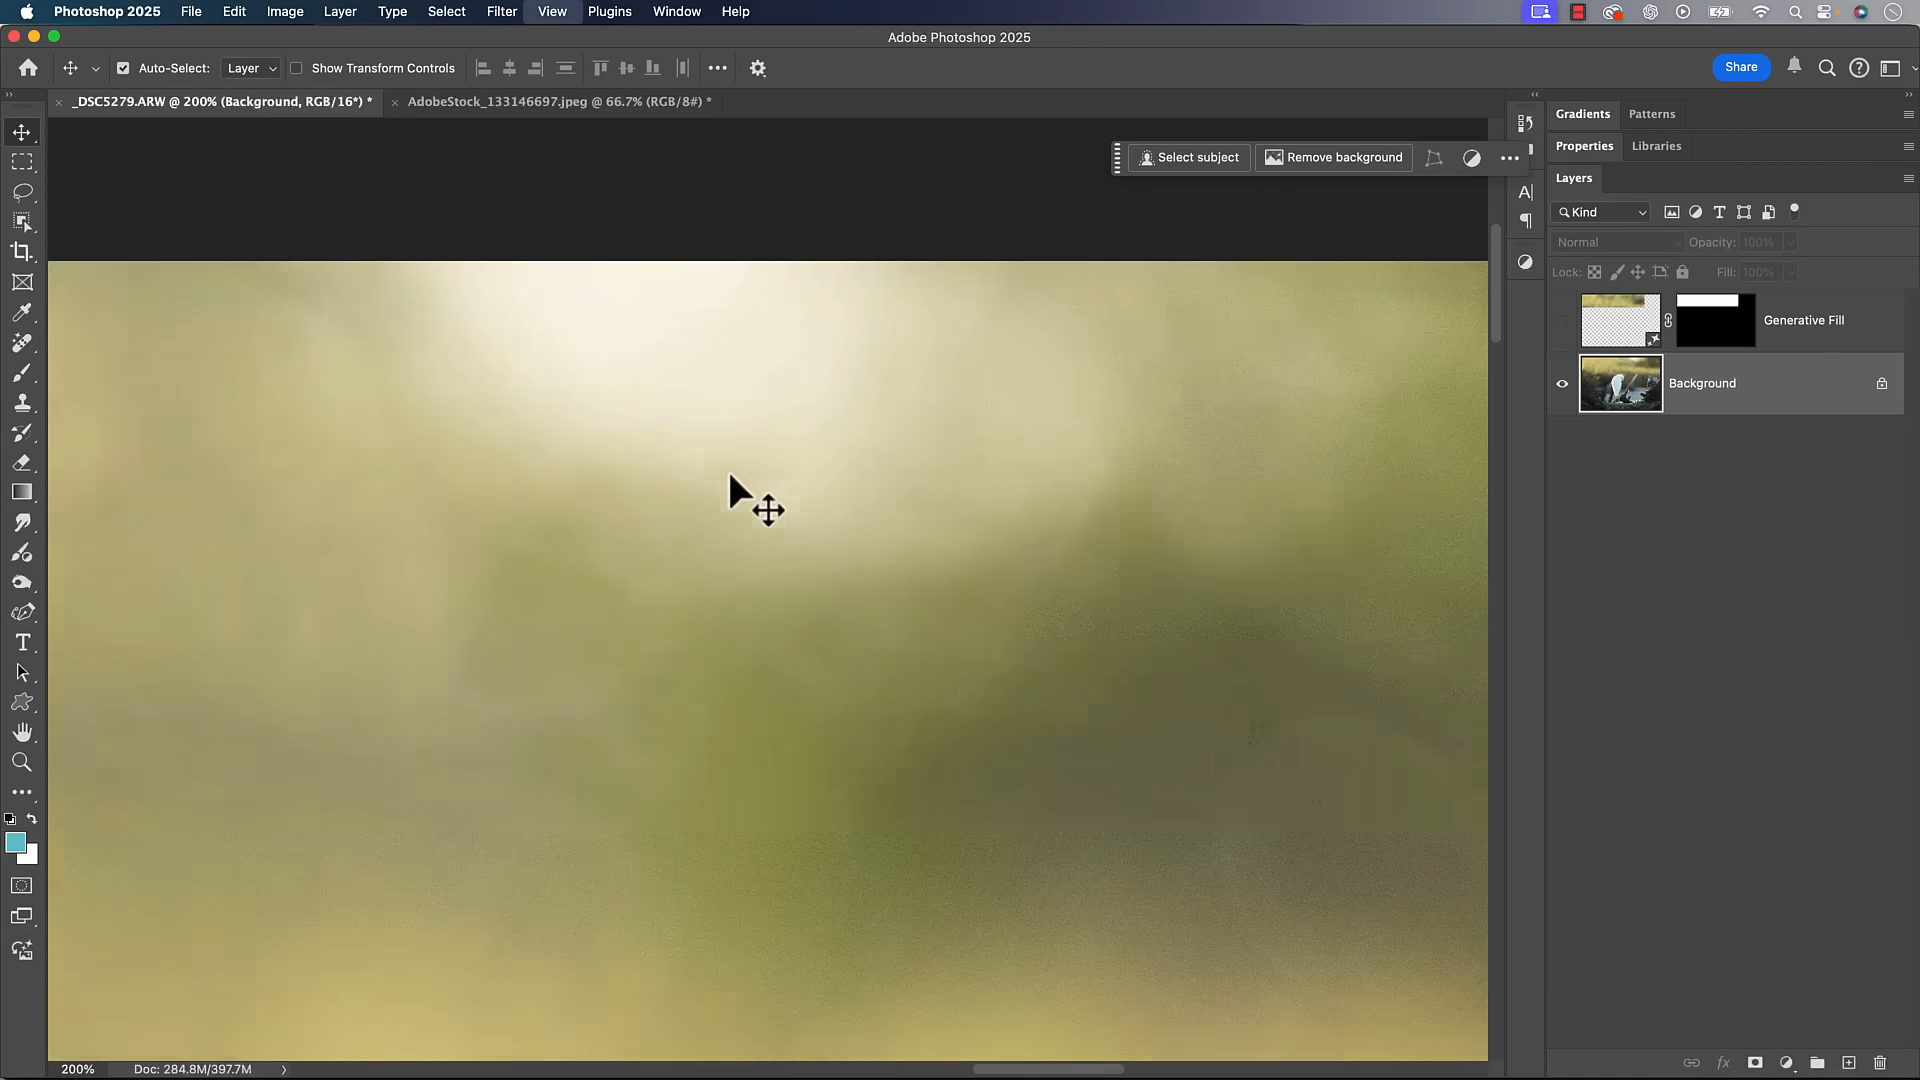 Photoshop 2025 File Edit Image Layer Type Select Filter View Plugins Window Help
Adobe Photoshop 2025
Auto-Select: Layer Show Transform Controls Share
_DSC5279.ARW @ 200% (Background, RGB/16*) * AdobeStock_133146697.jpeg @ 66.7% (RGB/8#) *
Gradients Patterns
Select subject Remove background
Properties Libraries
Layers
Kind
Normal Opacity: 100%
Lock: Fill: 100%
Generative Fill
Background
200% Doc: 284.8M/397.7M